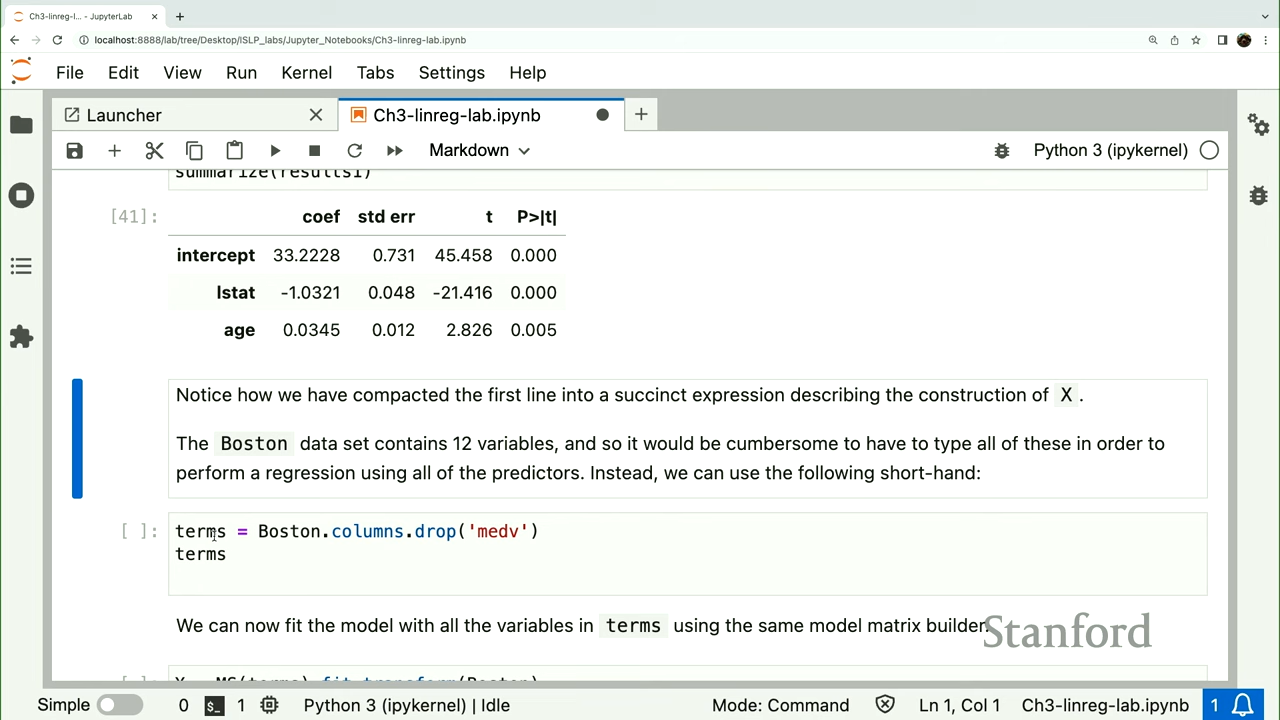 Ch3-linreg-l... - JupyterLab
localhost:8888/lab/tree/Desktop/ISLP_labs/Jupyter_Notebooks/Ch3-linreg-lab.ipynb
File Edit View Run Kernel Tabs Settings Help
Launcher Ch3-linreg-lab.ipynb
Markdown Python 3 (ipykernel)
summarize(results1)
[41]: coef std err t P>|t|
intercept 33.2228 0.731 45.458 0.000
lstat -1.0321 0.048 -21.416 0.000
age 0.0345 0.012 2.826 0.005
Notice how we have compacted the first line into a succinct expression describing the construction of X .
The Boston data set contains 12 variables, and so it would be cumbersome to have to type all of these in order to
perform a regression using all of the predictors. Instead, we can use the following short-hand:
[ ]: terms = Boston.columns.drop('medv')
terms
We can now fit the model with all the variables in terms using the same model matrix builder.
Stanford
[ ]: X = MS(terms).fit_transform(Boston)
Simple 0 $_ 1 Python 3 (ipykernel) | Idle Mode: Command Ln 1, Col 1 Ch3-linreg-lab.ipynb 1